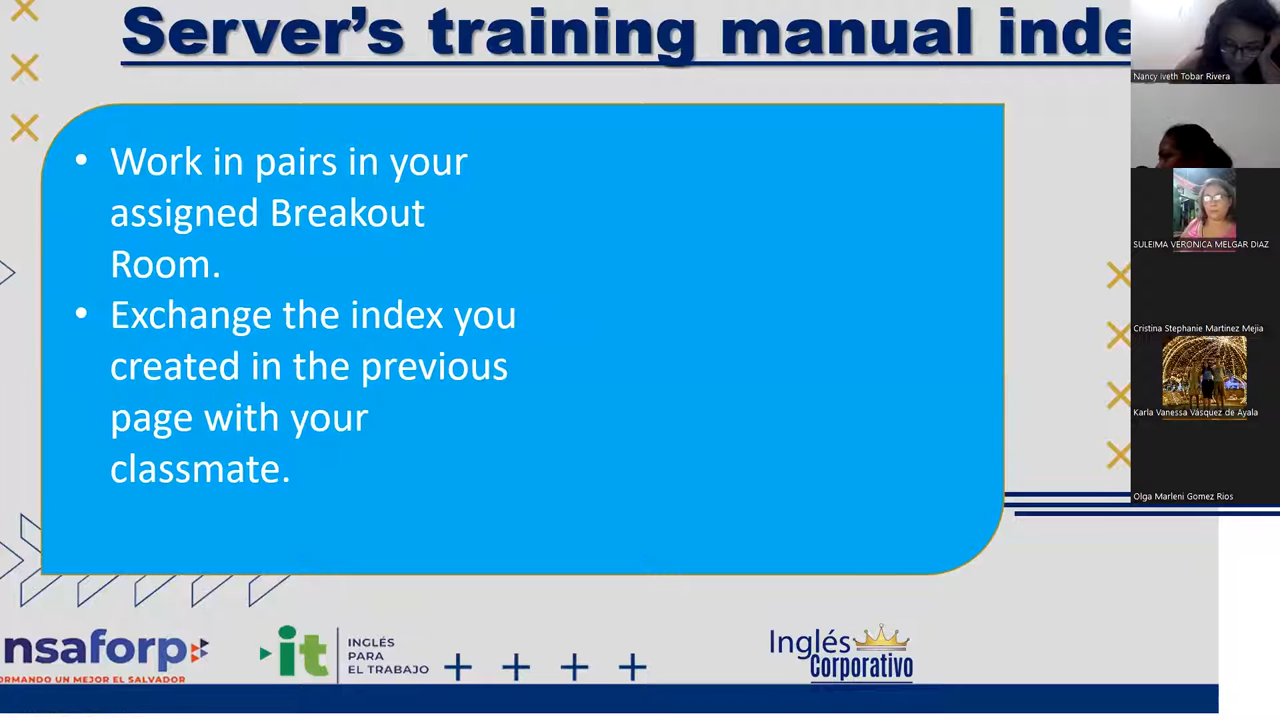 Server's training manual inde
• Work in pairs in your
assigned Breakout
Room.
• Exchange the index you
created in the previous
page with your
classmate.
Nancy Iveth Tobar Rivera
SULEIMA VERONICA MELGAR DIAZ
Cristina Stephanie Martinez Mejia
Karla Vanessa Vásquez de Ayala
Olga Marleni Gomez Rios
nsaforp
ORMANDO UN MEJOR EL SALVADOR
it
INGLÉS
PARA
EL TRABAJO
Inglés
Corporativo